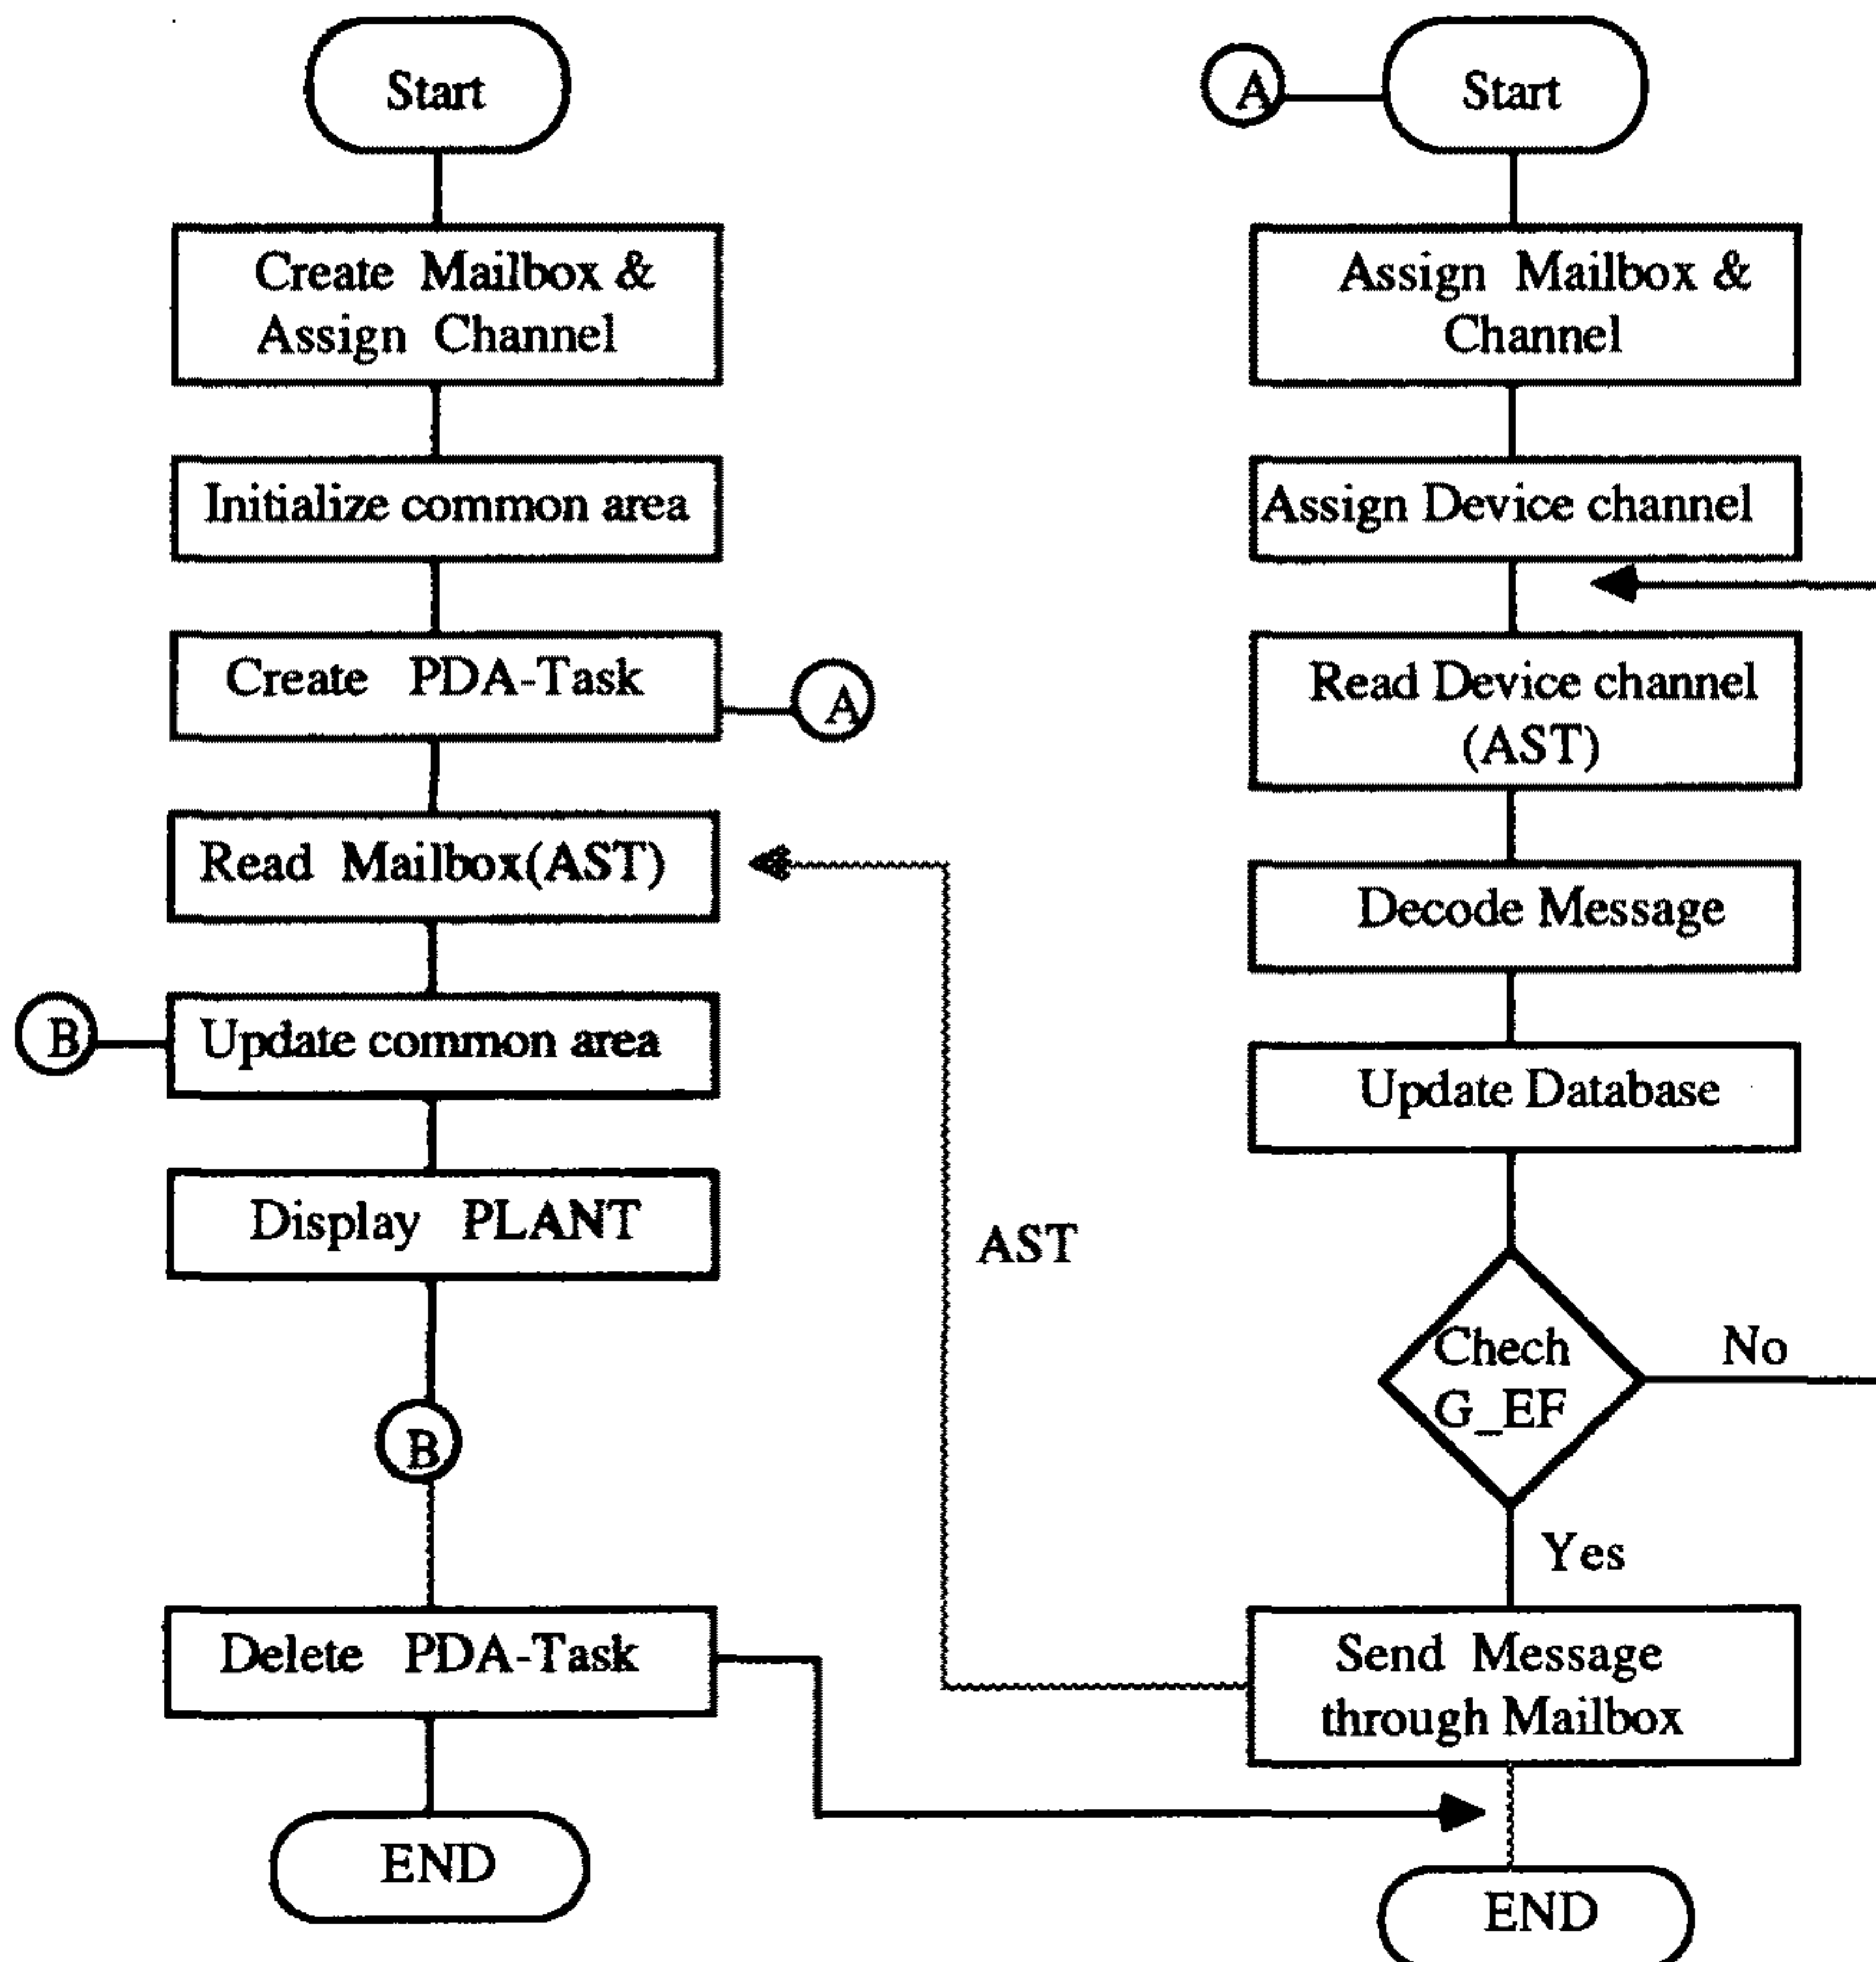 Start
Create Mailbox &
Assign Channel
Initialize common area
Create PDA-Task
A
Read Mailbox(AST)
B
Update common area
Display PLANT
B
Delete PDA-Task
END
AST
A
Start
Assign Mailbox &
Channel
Assign Device channel
Read Device channel
(AST)
Decode Message
Update Database
Chech
G_EF
No
Yes
Send Message
through Mailbox
END